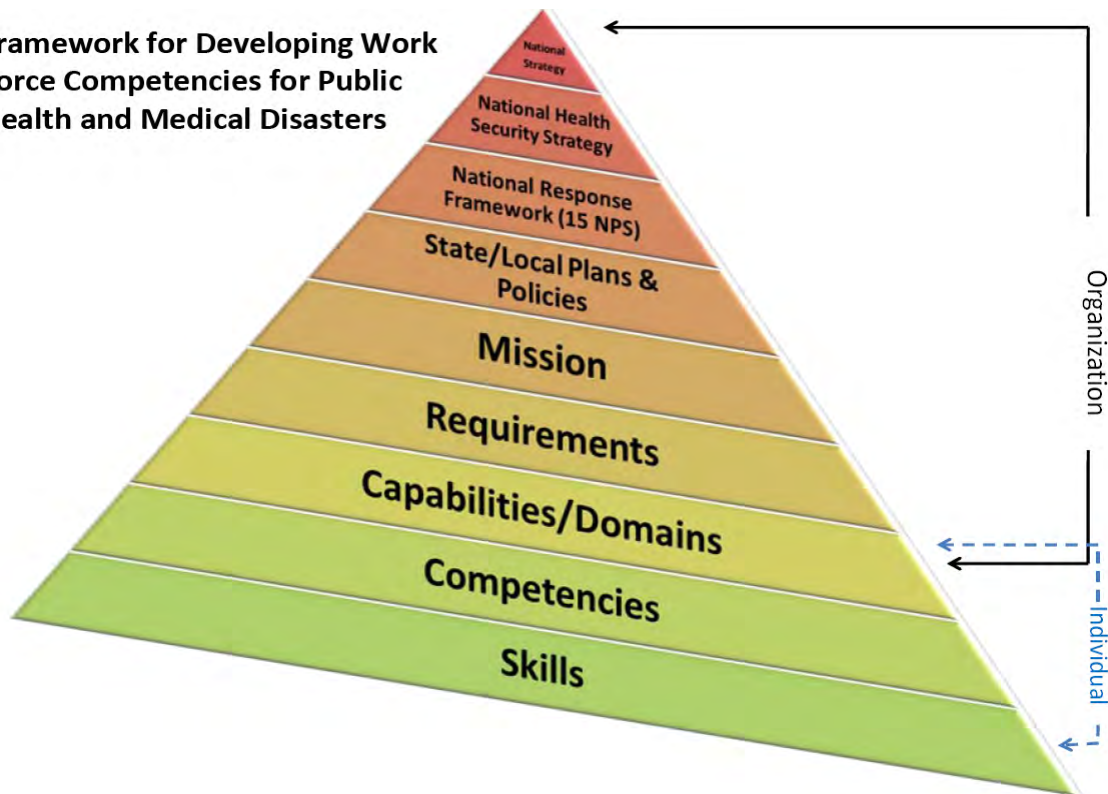 ramework for Developing Work
orce Competencies for Public
ealth and Medical Disasters
National
Strategy
National Health
Security Strategy
National Response
Framework (15 NPS)
State/Local Plans &
Policies
Mission
Requirements
Capabilities/Domains
Competencies
Skills
Organization
Individual